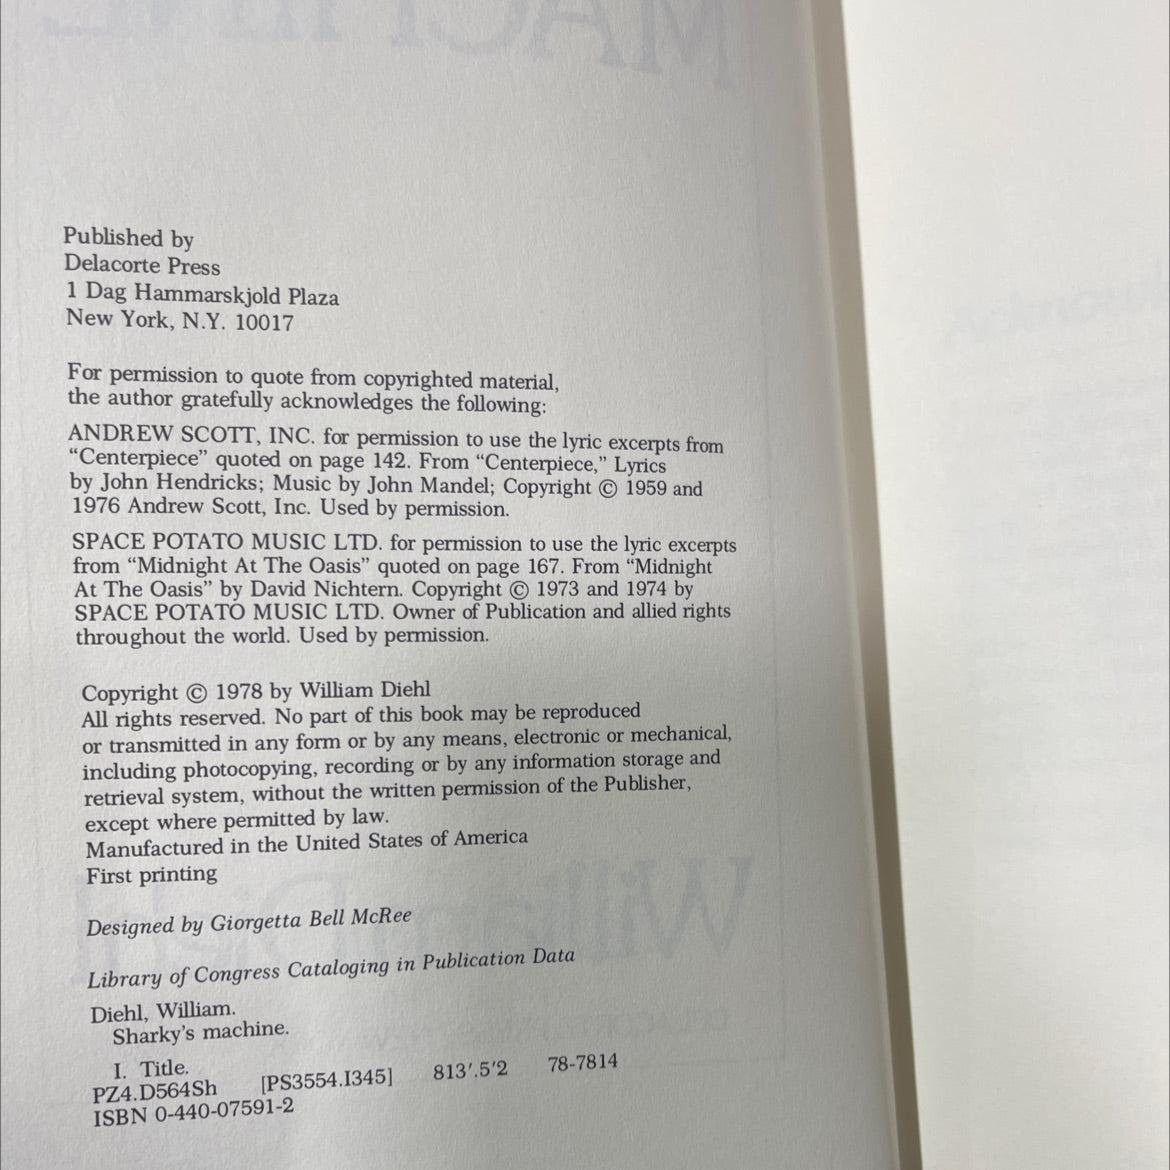 Published by
Delacorte Press
1 Dag Hammarskjold Plaza
New York, N.Y. 10017
For permission to quote from copyrighted material,
the author gratefully acknowledges the following:
ANDREW SCOTT, INC. for permission to use the lyric excerpts from
“Centerpiece” quoted on page 142. From “Centerpiece,” Lyrics
by John Hendricks; Music by John Mandel; Copyright © 1959 and
1976 Andrew Scott, Inc. Used by permission.
SPACE POTATO MUSIC LTD. for permission to use the lyric excerpts
from “Midnight At The Oasis” quoted on page 167. From “Midnight
At The Oasis” by David Nichtern. Copyright © 1973 and 1974 by
SPACE POTATO MUSIC LTD. Owner of Publication and allied rights
throughout the world. Used by permission.
Copyright © 1978 by William Diehl
All rights reserved. No part of this book may be reproduced
or transmitted in any form or by any means, electronic or mechanical,
including photocopying, recording or by any information storage and
retrieval system, without the written permission of the Publisher,
except where permitted by law.
Manufactured in the United States of America
First printing
Designed by Giorgetta Bell McRee
Library of Congress Cataloging in Publication Data
Diehl, William.
Sharky’s machine.
I. Title.
PZ4.D564Sh [PS3554.I345] 813′.5′2 78-7814
ISBN 0-440-07591-2